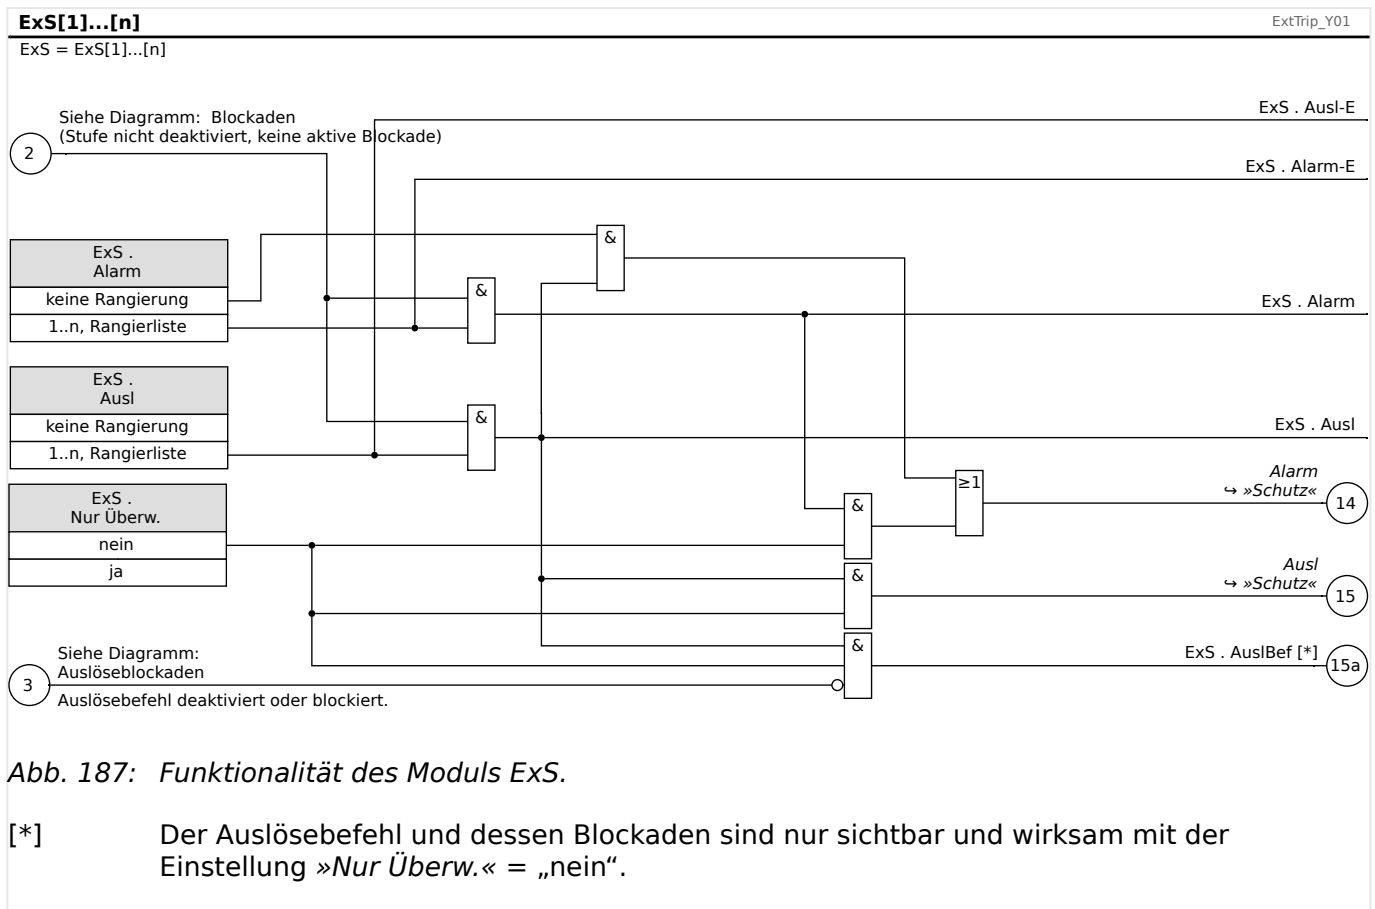 ExS[1]...[n]
ExtTrip_Y01
ExS = ExS[1]...[n]
Siehe Diagramm: Blockaden
(Stufe nicht deaktiviert, keine aktive Blockade)
2
ExS . Ausl-E
ExS . Alarm-E
ExS .
Alarm
keine Rangierung
1..n, Rangierliste
&
&
ExS . Alarm
ExS .
Ausl
keine Rangierung
1..n, Rangierliste
&
ExS . Ausl
ExS .
Nur Überw.
nein
ja
&
≥1
Alarm
↪ »Schutz«
14
&
Ausl
↪ »Schutz«
15
&
ExS . AuslBef [*]
15a
Siehe Diagramm:
Auslöseblockaden
3
Auslösebefehl deaktiviert oder blockiert.
Abb. 187: Funktionalität des Moduls ExS.
[*] Der Auslösebefehl und dessen Blockaden sind nur sichtbar und wirksam mit der
Einstellung »Nur Überw.« = „nein“.